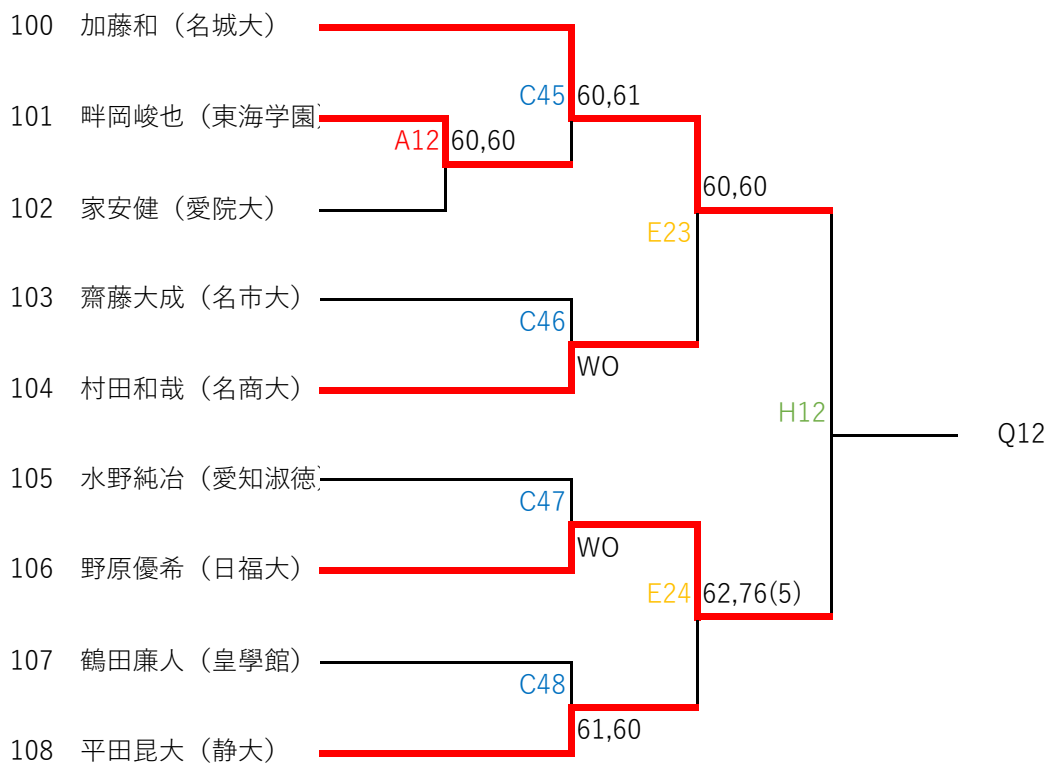 100 加藤和（名城大）
C45 60,61
101 畔岡峻也（東海学園）
A12 60,60
60,60
102 家安健（愛院大）
E23
103 齋藤大成（名市大）
C46
WO
104 村田和哉（名商大）
H12
Q12
105 水野純冶（愛知淑徳）
C47
WO
106 野原優希（日福大）
E24 62,76(5)
107 鶴田廉人（皇學館）
C48
61,60
108 平田昆大（静大）